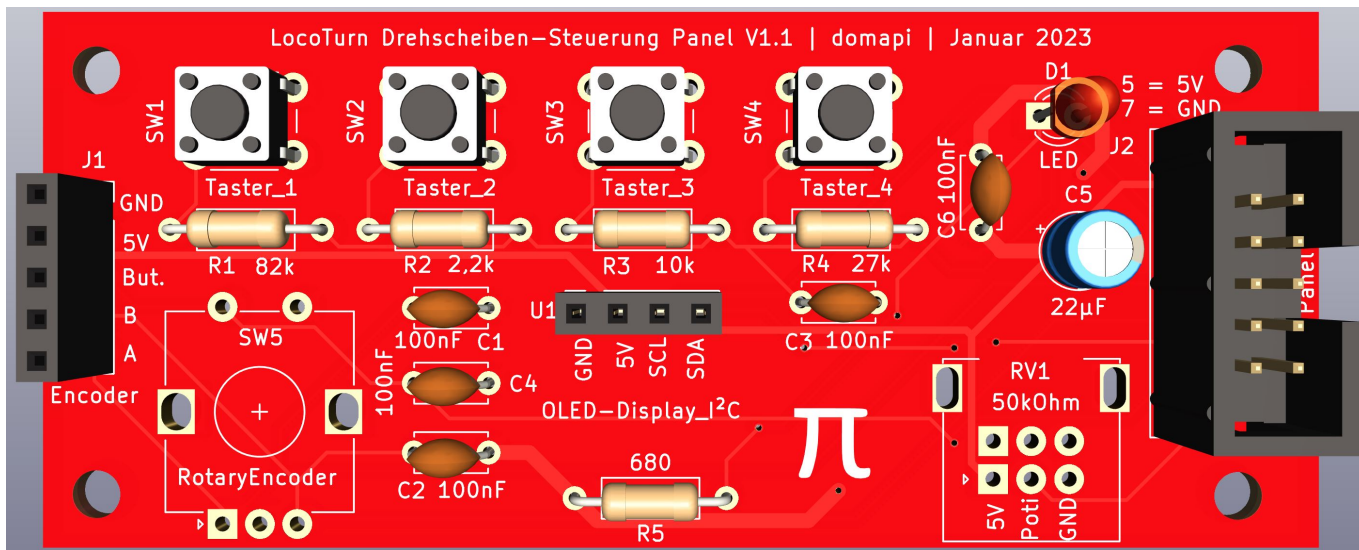 LocoTurn Drehscheiben-Steuerung Panel V1.1 | domapi | Januar 2023
SW1
SW2
SW3
SW4
D1
5 = 5V
7 = GND
LED
J2
J1
Taster_1
Taster_2
Taster_3
Taster_4
C6 100nF
C5
+
22µF
GND
5V
But.
B
A
Encoder
R1 82k
R2 2,2k
R3 10k
R4 27k
SW5
RotaryEncoder
100nF C1
100nF
C4
C2 100nF
U1
GND
5V
SCL
SDA
OLED-Display_I²C
C3 100nF
680
R5
π
RV1
50kOhm
5V
Poti
GND
Panel